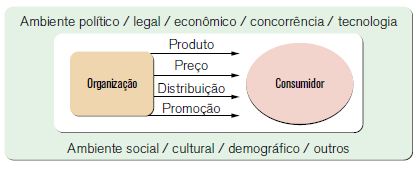 Ambiente político / legal / econômico / concorrência / tecnologia
Produto
Preço
Organização
Consumidor
Distribuição
Promoção
Ambiente social / cultural / demográfico / outros